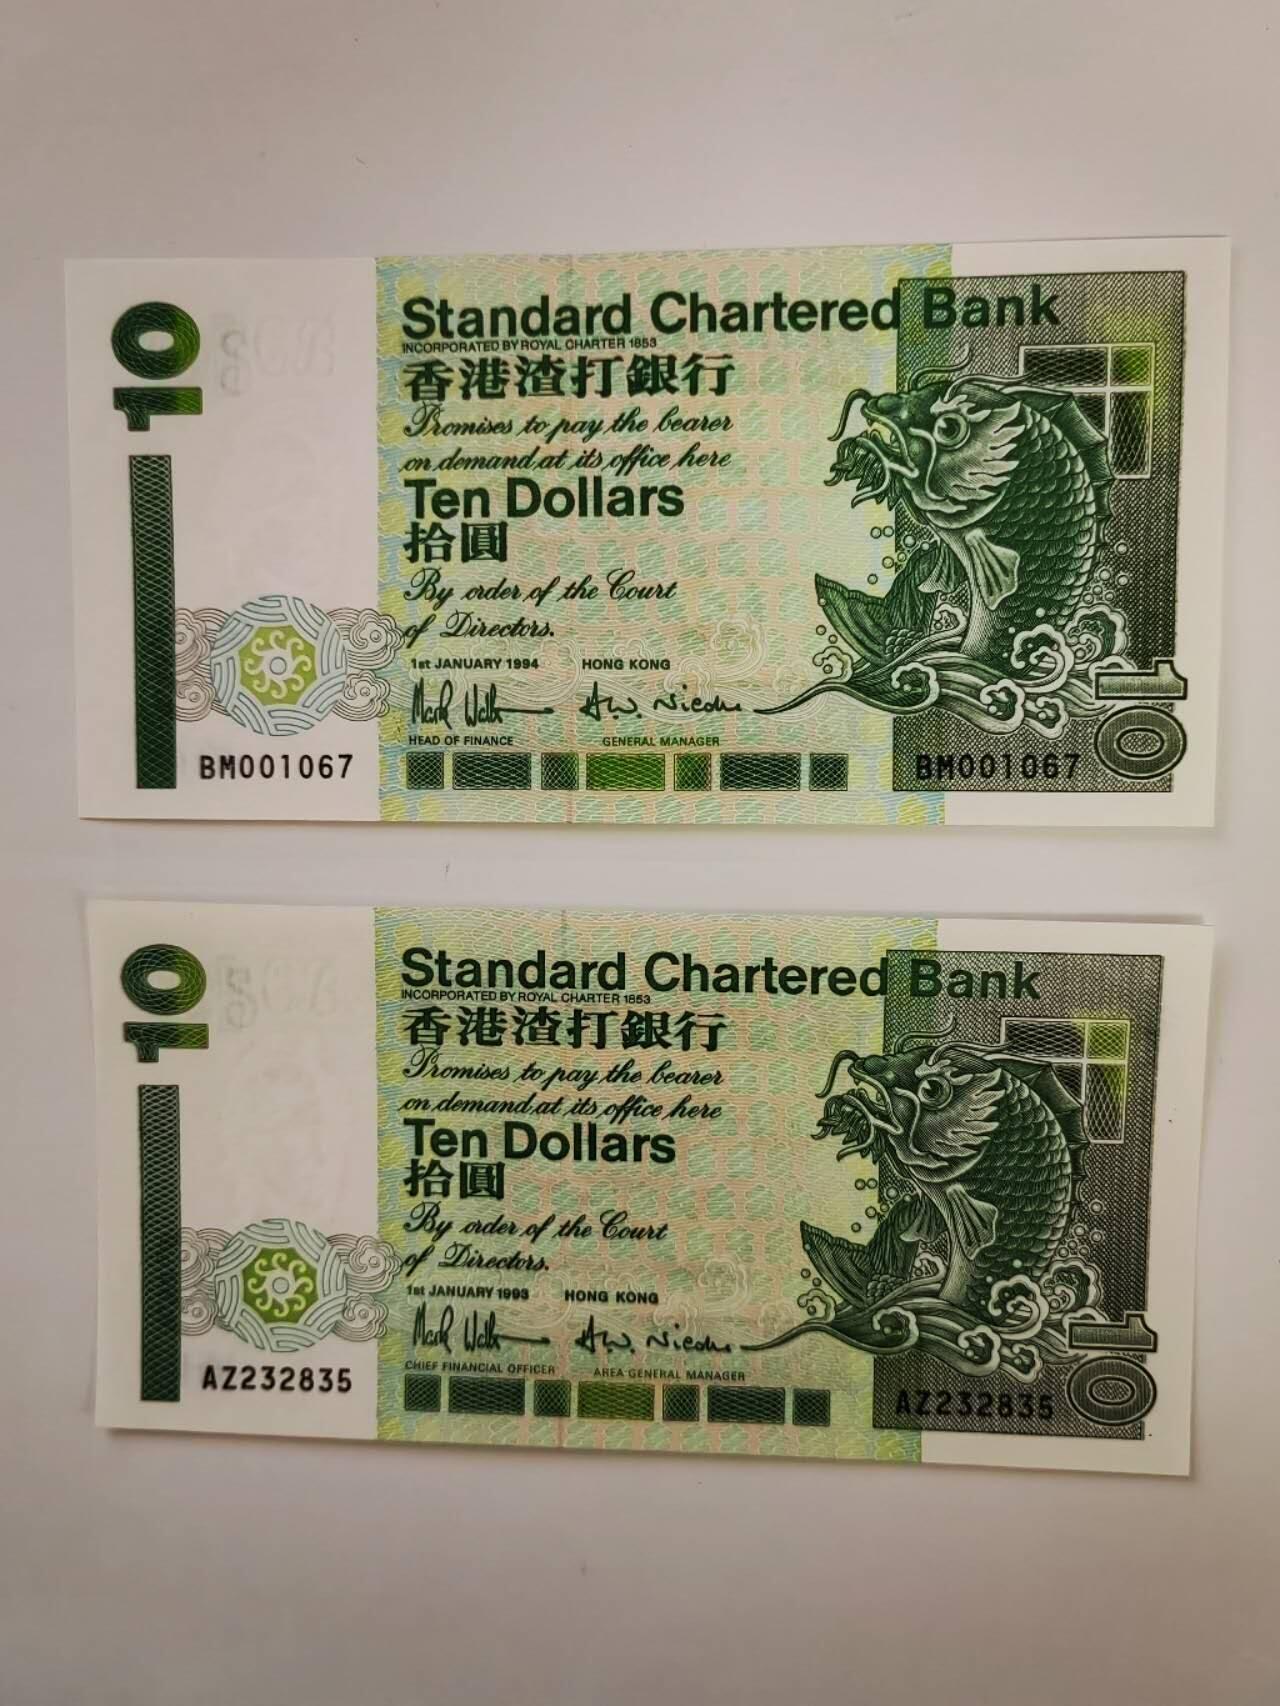 10
Standard Chartered Bank
INCORPORATED BY ROYAL CHARTER 1853
香港渣打銀行
Promises to pay the bearer
on demand at its office here
Ten Dollars
拾圓
By order of the Court
of Directors.
1st JANUARY 1994 HONG KONG
HEAD OF FINANCE GENERAL MANAGER
BM001067 BM001067 10
10
Standard Chartered Bank
INCORPORATED BY ROYAL CHARTER 1853
香港渣打銀行
Promises to pay the bearer
on demand at its office here
Ten Dollars
拾圓
By order of the Court
of Directors.
1st JANUARY 1993 HONG KONG
CHIEF FINANCIAL OFFICER AREA GENERAL MANAGER
AZ232835 AZ232835 10